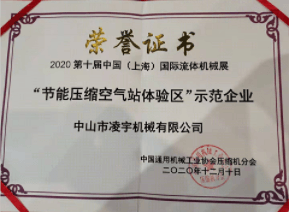 荣誉证书
2020 第十届中国（上海）国际流体机械展
“节能压缩空气站体验区”示范企业
中山市凌宇机械有限公司
中国通用机械工业协会压缩机分会
二〇二〇年十二月十日